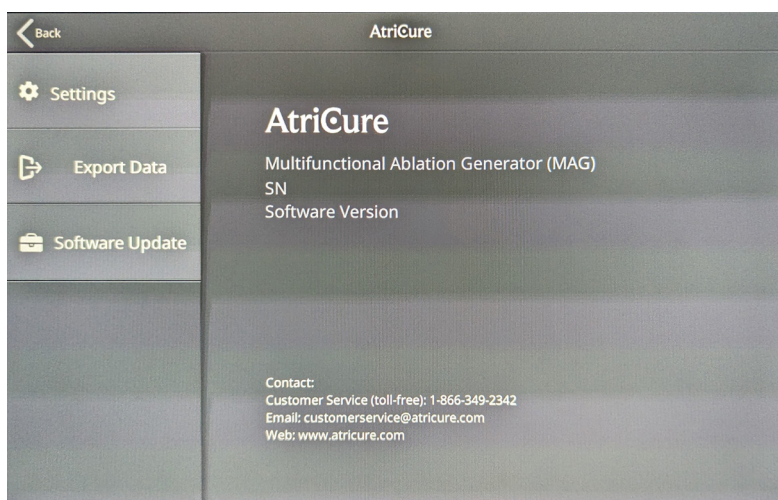 Back
AtriCure
Settings
Export Data
Software Update
AtriCure
Multifunctional Ablation Generator (MAG)
SN
Software Version
Contact:
Customer Service (toll-free): 1-866-349-2342
Email: customerservice@atricure.com
Web: www.atricure.com